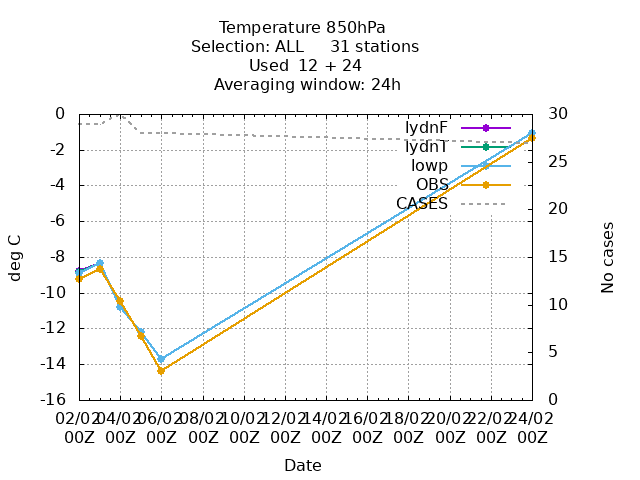 Temperature 850hPa
Selection: ALL 31 stations
Used 12 + 24
Averaging window: 24h
lydnF
lydnT
lowp
OBS
CASES
0
-2
-4
-6
-8
-10
-12
-14
-16
deg C
30
25
20
15
10
5
0
No cases
02/02 04/02 06/02 08/02 10/02 12/02 14/02 16/02 18/02 20/02 22/02 24/02
00Z 00Z 00Z 00Z 00Z 00Z 00Z 00Z 00Z 00Z 00Z 00Z
Date